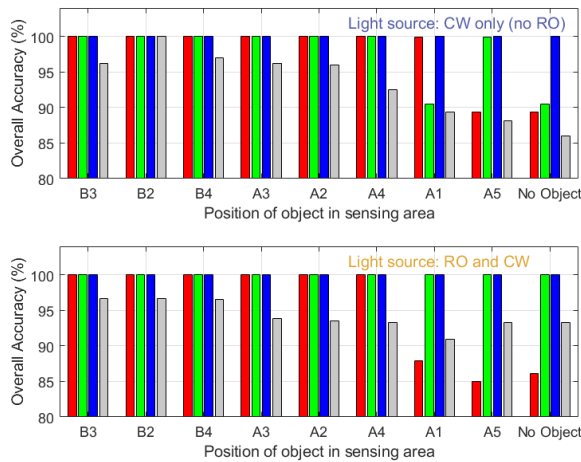 Light source: CW only (no RO)
100
95
90
85
80
Overall Accuracy (%)
B3 B2 B4 A3 A2 A4 A1 A5 No Object
Position of object in sensing area
Light source: RO and CW
100
95
90
85
80
Overall Accuracy (%)
B3 B2 B4 A3 A2 A4 A1 A5 No Object
Position of object in sensing area